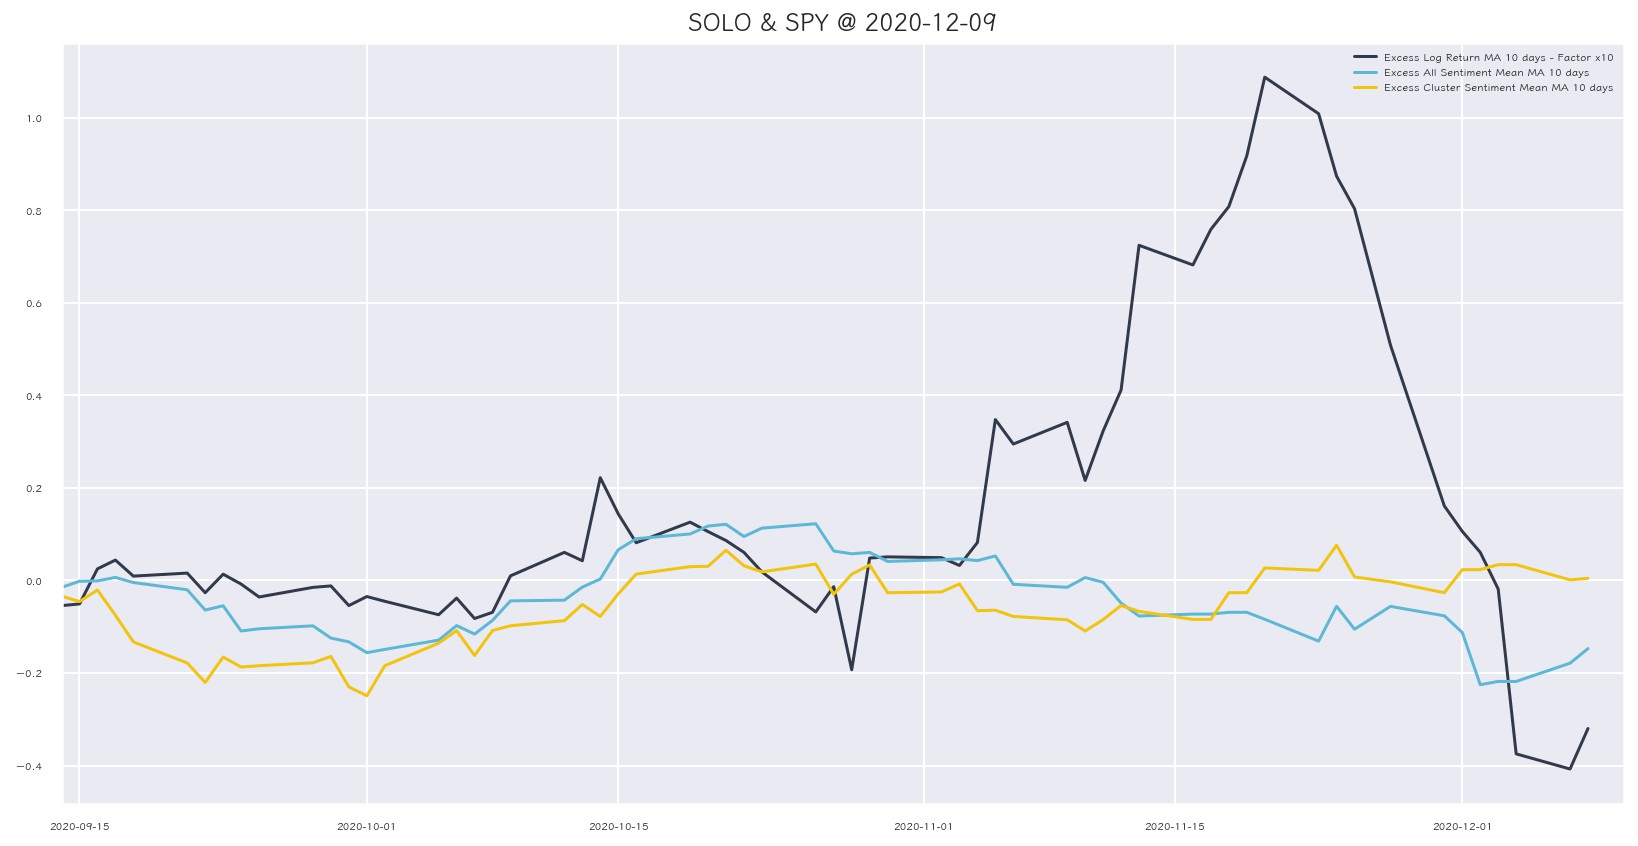 SOLO & SPY @ 2020-12-09
Excess Log Return MA 10 days - Factor x10
Excess All Sentiment Mean MA 10 days
Excess Cluster Sentiment Mean MA 10 days
1.0
0.8
0.6
0.4
0.2
0.0
−0.2
−0.4
2020-09-15 2020-10-01 2020-10-15 2020-11-01 2020-11-15 2020-12-01